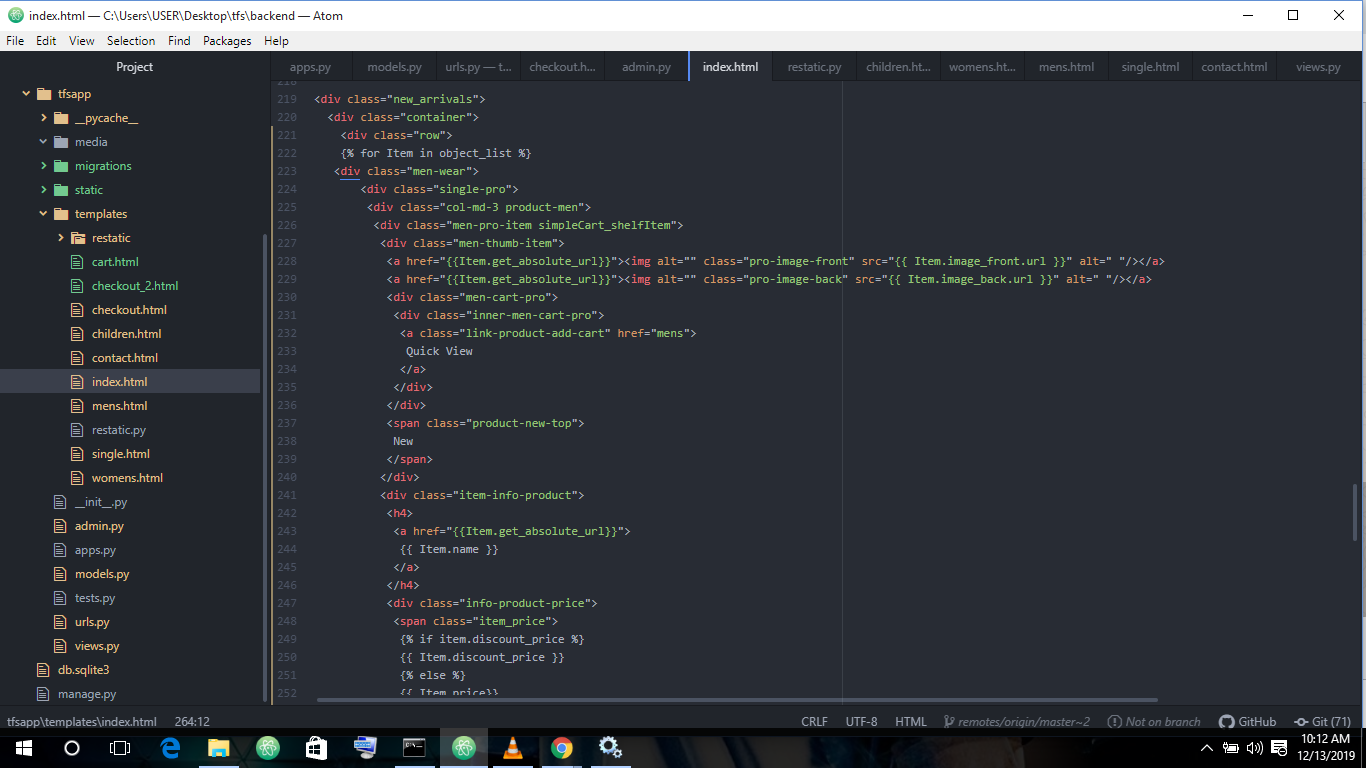 index.html — C:\Users\USER\Desktop\tfs\backend — Atom
File Edit View Selection Find Packages Help
Project
apps.py models.py urls.py — t... checkout.h... admin.py index.html restatic.py children.ht... womens.ht... mens.html single.html contact.html views.py
tfsapp
__pycache__
media
migrations
static
templates
restatic
cart.html
checkout_2.html
checkout.html
children.html
contact.html
index.html
mens.html
restatic.py
single.html
womens.html
__init__.py
admin.py
apps.py
models.py
tests.py
urls.py
views.py
db.sqlite3
manage.py
218
219 <div class="new_arrivals">
220 <div class="container">
221 <div class="row">
222 {% for Item in object_list %}
223 <div class="men-wear">
224 <div class="single-pro">
225 <div class="col-md-3 product-men">
226 <div class="men-pro-item simpleCart_shelfItem">
227 <div class="men-thumb-item">
228 <a href="{{Item.get_absolute_url}}"><img alt="" class="pro-image-front" src="{{ Item.image_front.url }}" alt=" "/></a>
229 <a href="{{Item.get_absolute_url}}"><img alt="" class="pro-image-back" src="{{ Item.image_back.url }}" alt=" "/></a>
230 <div class="men-cart-pro">
231 <div class="inner-men-cart-pro">
232 <a class="link-product-add-cart" href="mens">
233 Quick View
234 </a>
235 </div>
236 </div>
237 <span class="product-new-top">
238 New
239 </span>
240 </div>
241 <div class="item-info-product">
242 <h4>
243 <a href="{{Item.get_absolute_url}}">
244 {{ Item.name }}
245 </a>
246 </h4>
247 <div class="info-product-price">
248 <span class="item_price">
249 {% if item.discount_price %}
250 {{ Item.discount_price }}
251 {% else %}
252 {{ Item.price}}
tfsapp\templates\index.html 264:12 CRLF UTF-8 HTML remotes/origin/master~2 Not on branch GitHub Git (71)
10:12 AM
12/13/2019